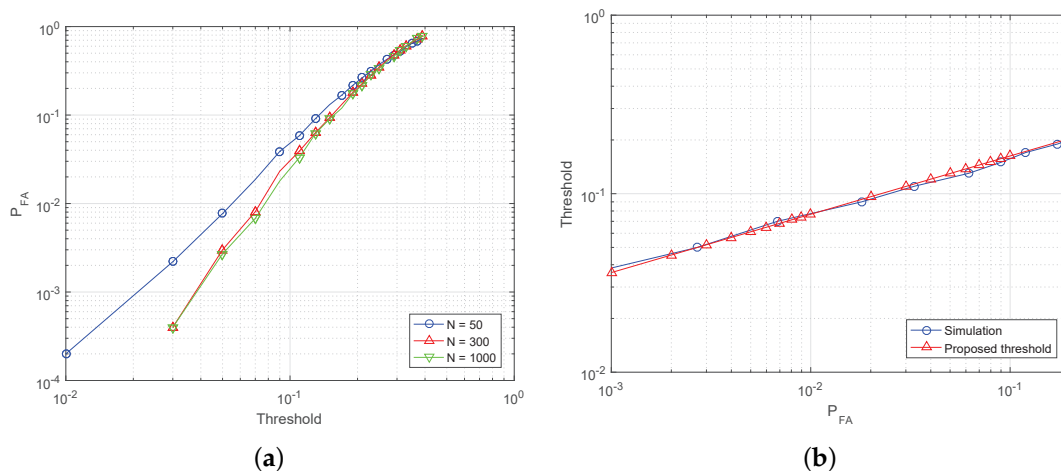 10^0
10^-1
10^-2
10^-3
10^-4
P_FA
10^-2
10^-1
10^0
Threshold
N = 50
N = 300
N = 1000
(a)
10^0
10^-1
10^-2
Threshold
10^-3
10^-2
10^-1
P_FA
Simulation
Proposed threshold
(b)